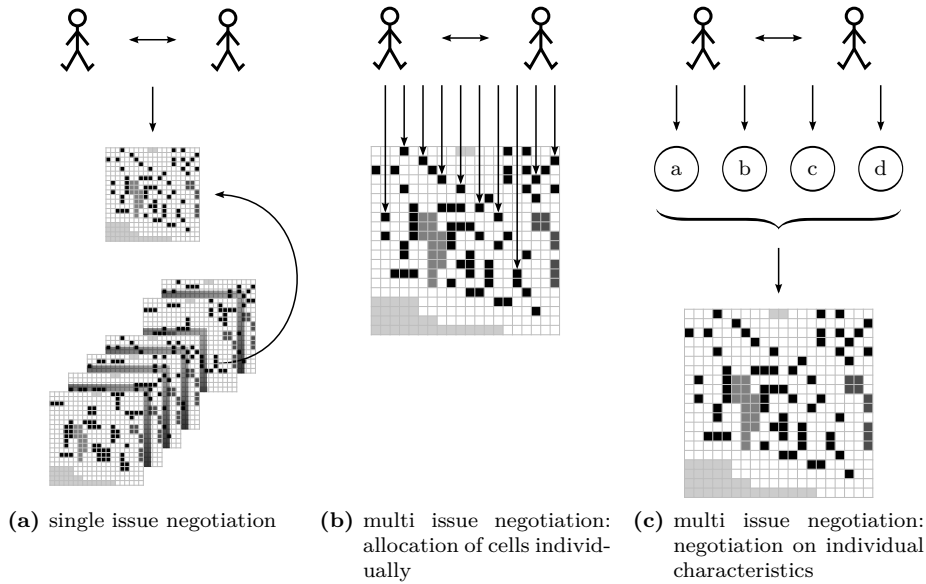 a b c d
(a) single issue negotiation
(b) multi issue negotiation:
allocation of cells individ-
ually
(c) multi issue negotiation:
negotiation on individual
characteristics